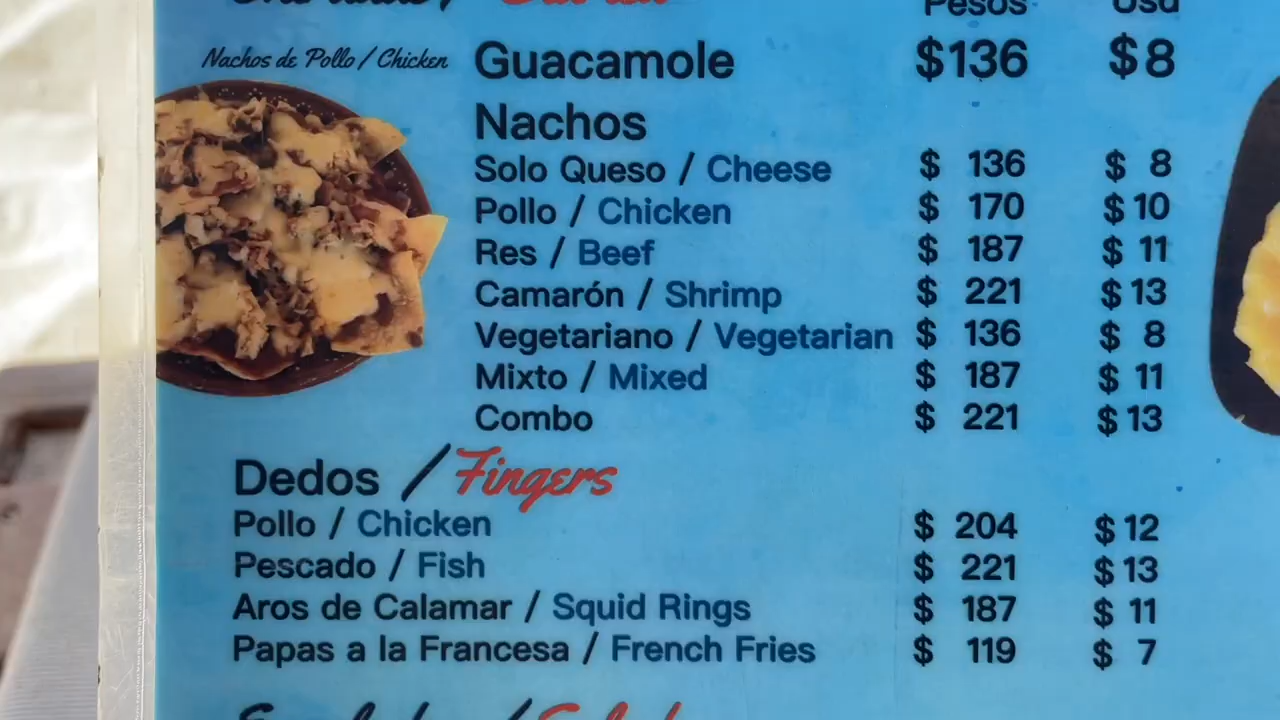 Pesos Usd
Nachos de Pollo / Chicken
Guacamole $136 $8
Nachos
Solo Queso / Cheese $ 136 $ 8
Pollo / Chicken $ 170 $ 10
Res / Beef $ 187 $ 11
Camarón / Shrimp $ 221 $ 13
Vegetariano / Vegetarian $ 136 $ 8
Mixto / Mixed $ 187 $ 11
Combo $ 221 $ 13
Dedos / Fingers
Pollo / Chicken $ 204 $ 12
Pescado / Fish $ 221 $ 13
Aros de Calamar / Squid Rings $ 187 $ 11
Papas a la Francesa / French Fries $ 119 $ 7